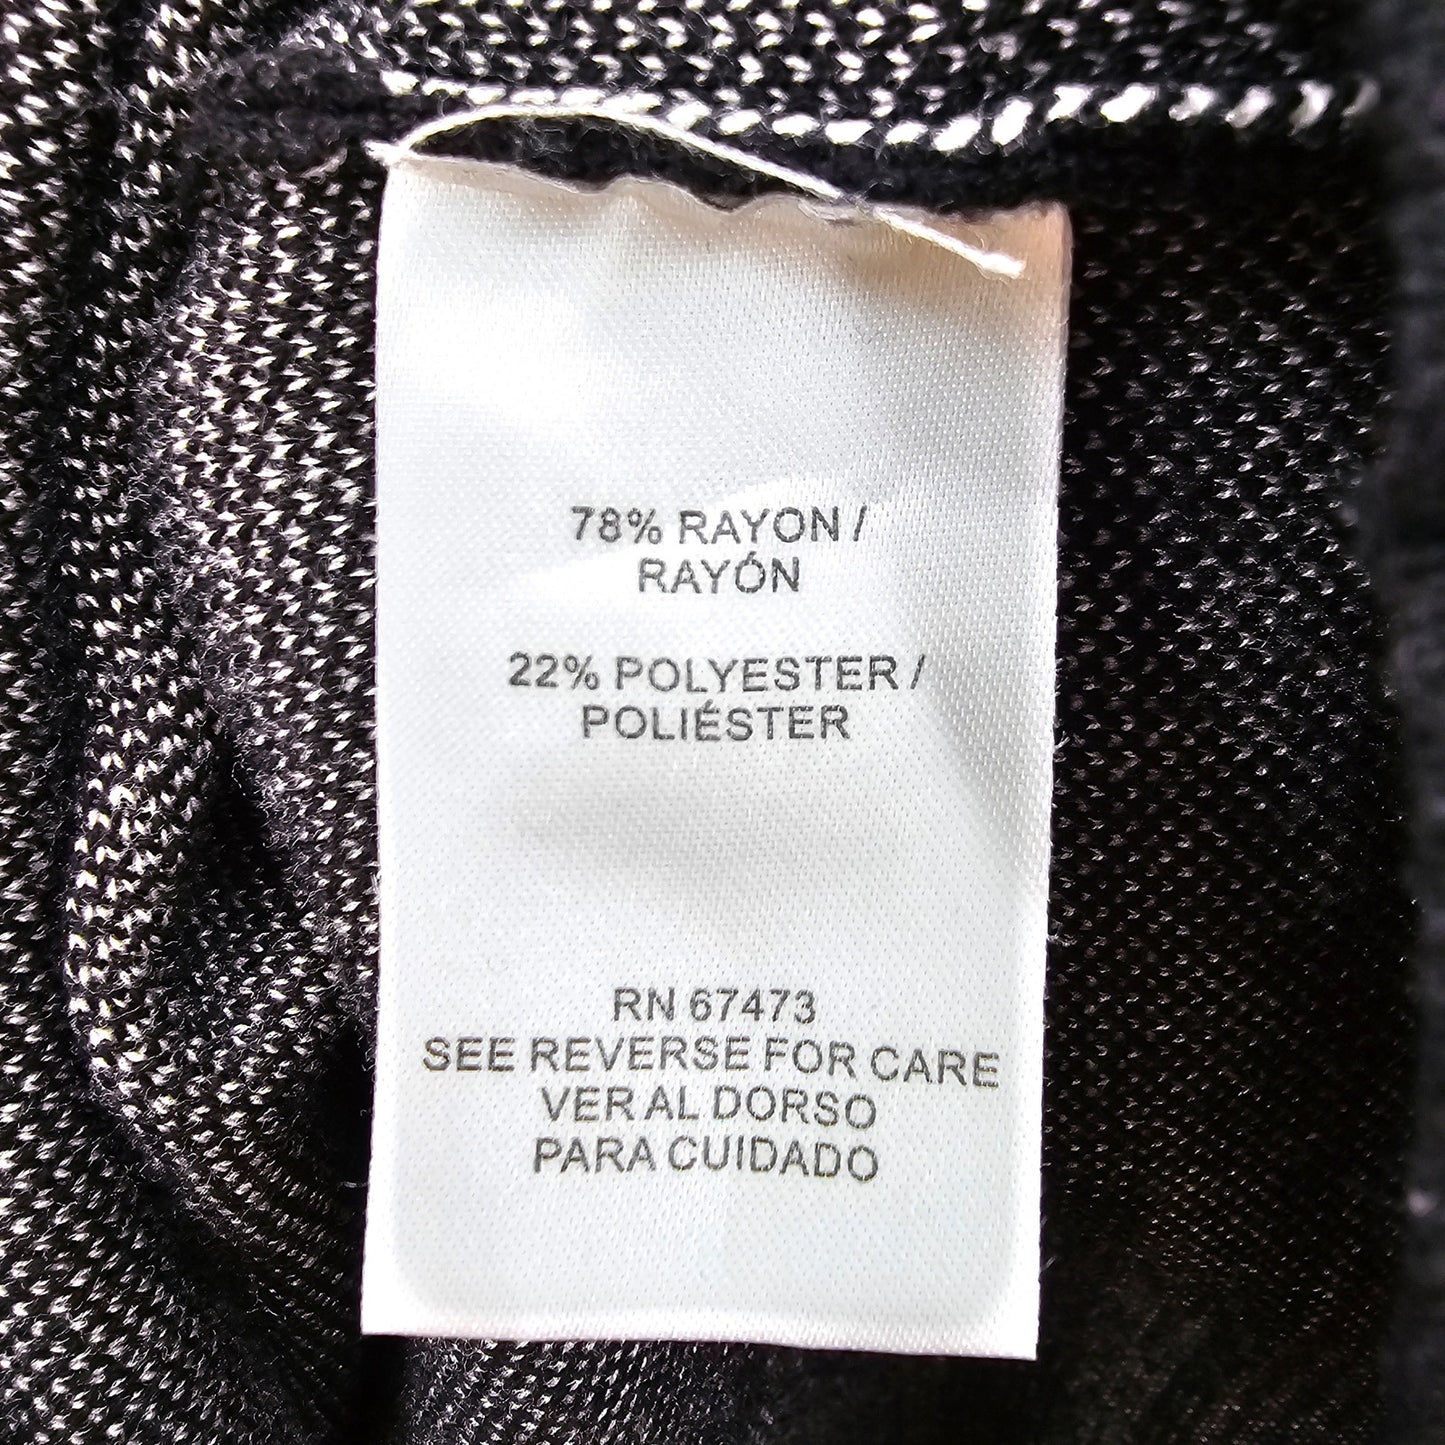 78% RAYON /
RAYÓN
22% POLYESTER /
POLIÉSTER
RN 67473
SEE REVERSE FOR CARE
VER AL DORSO
PARA CUIDADO